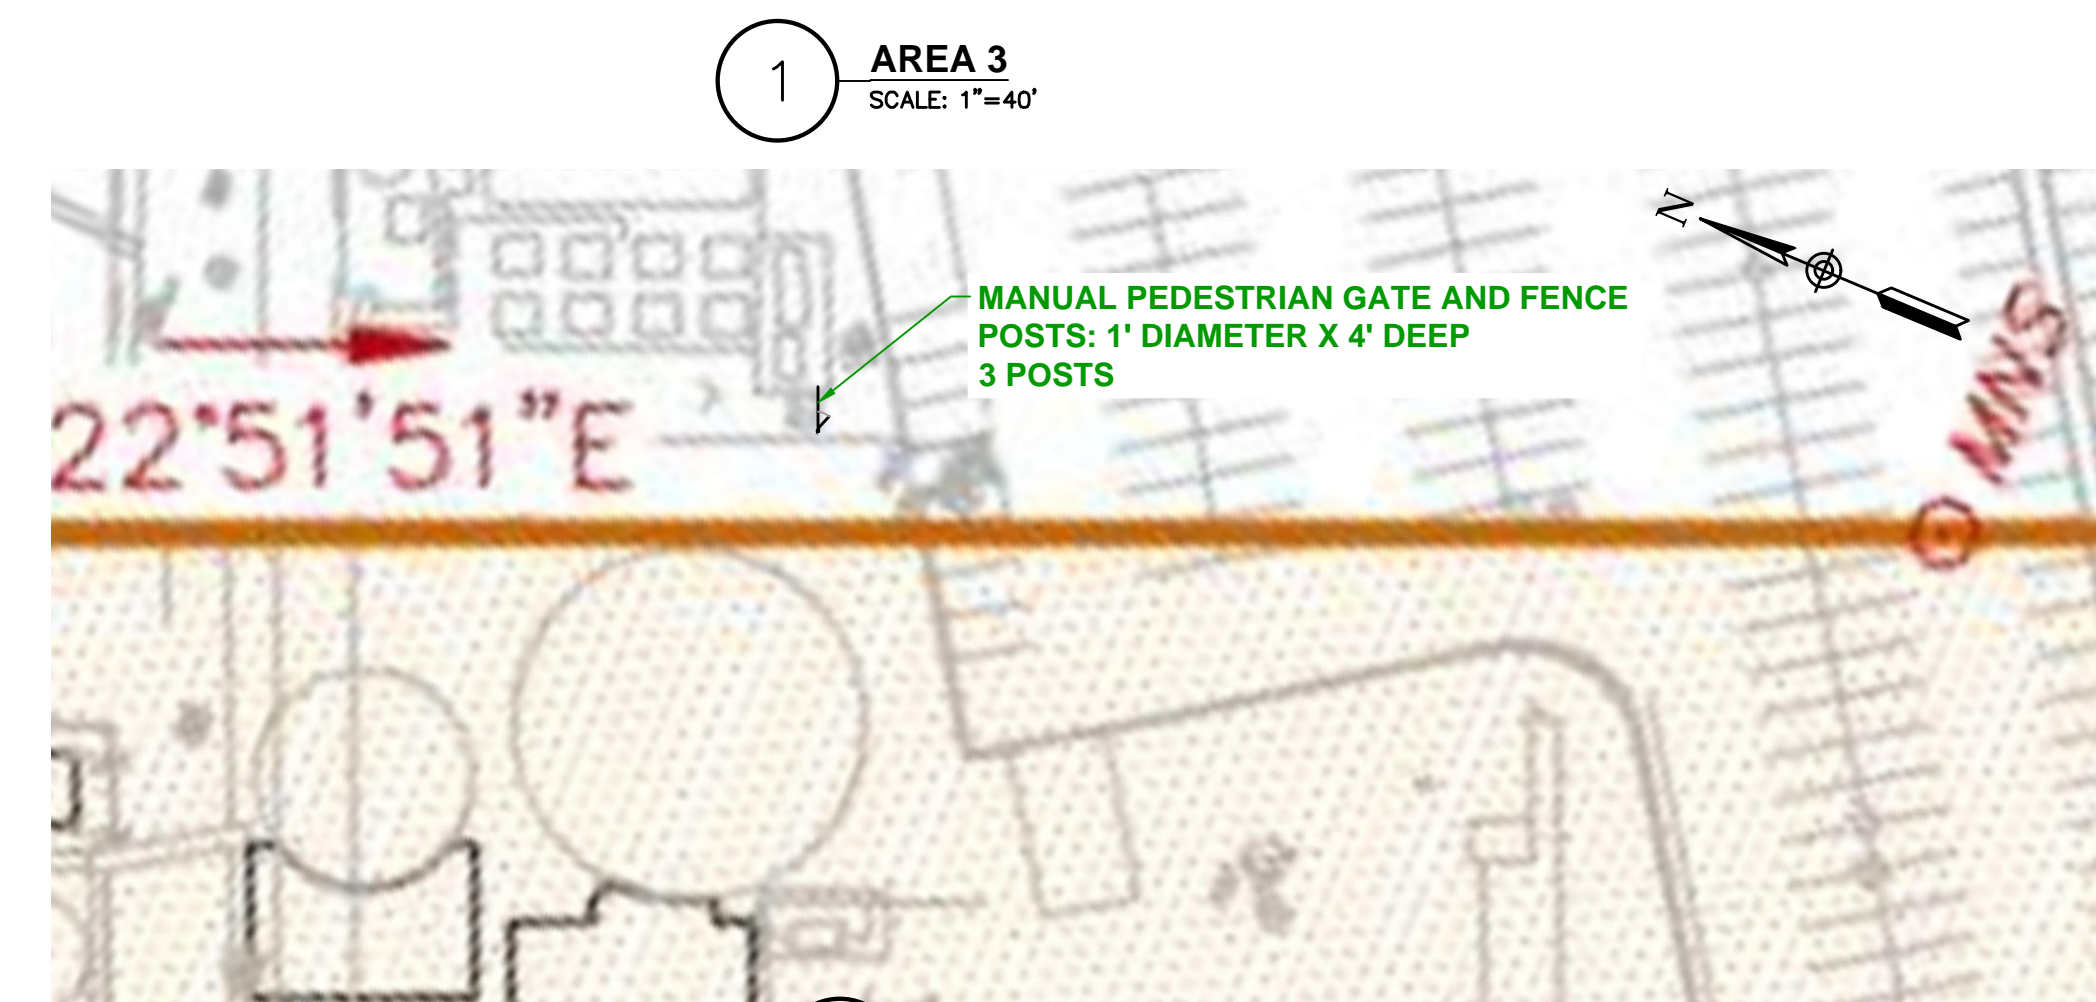 1
AREA 3
SCALE: 1"=40'
N
MANUAL PEDESTRIAN GATE AND FENCE
POSTS: 1' DIAMETER X 4' DEEP
3 POSTS
MWS
22°51'51"E